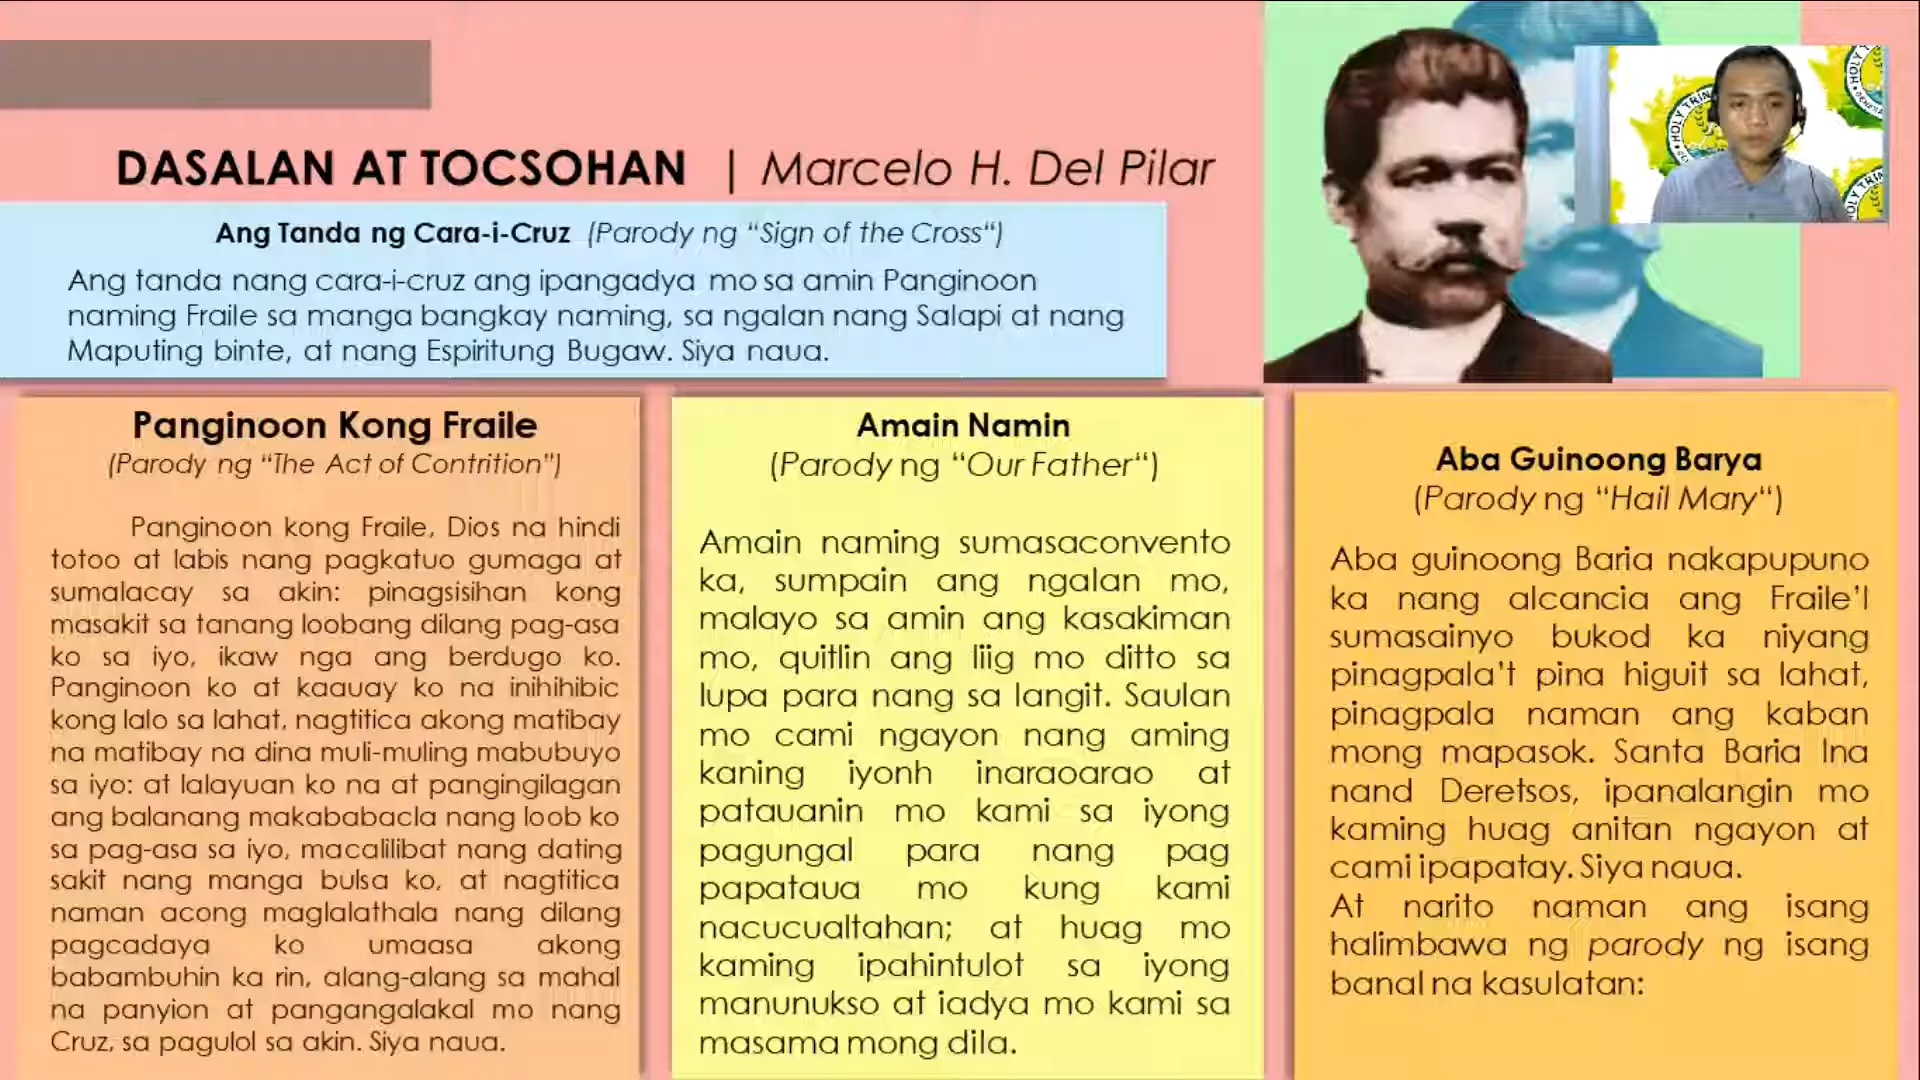 DASALAN AT TOCSOHAN | Marcelo H. Del Pilar
Ang Tanda ng Cara-i-Cruz (Parody ng “Sign of the Cross“)
Ang tanda nang cara-i-cruz ang ipangadya mo sa amin Panginoon
naming Fraile sa manga bangkay naming, sa ngalan nang Salapi at nang
Maputing binte, at nang Espiritung Bugaw. Siya naua.
Panginoon Kong Fraile
(Parody ng “The Act of Contrition”)
Panginoon kong Fraile, Dios na hindi
totoo at labis nang pagkatuo gumaga at
sumalacay sa akin: pinagsisihan kong
masakit sa tanang loobang dilang pag-asa
ko sa iyo, ikaw nga ang berdugo ko.
Panginoon ko at kaauay ko na inihihibic
kong lalo sa lahat, nagtitica akong matibay
na matibay na dina muli-muling mabubuyo
sa iyo: at lalayuan ko na at pangingilagan
ang balanang makababacla nang loob ko
sa pag-asa sa iyo, macalilibat nang dating
sakit nang manga bulsa ko, at nagtitica
naman acong maglalathala nang dilang
pagcadaya ko umaasa akong
babambuhin ka rin, alang-alang sa mahal
na panyion at pangangalakal mo nang
Cruz, sa pagulol sa akin. Siya naua.
Amain Namin
(Parody ng “Our Father“)
Amain naming sumasaconvento
ka, sumpain ang ngalan mo,
malayo sa amin ang kasakiman
mo, quitlin ang liig mo ditto sa
lupa para nang sa langit. Saulan
mo cami ngayon nang aming
kaning iyonh inaraoarao at
patauanin mo kami sa iyong
pagungal para nang pag
papataua mo kung kami
nacucualtahan; at huag mo
kaming ipahintulot sa iyong
manunukso at iadya mo kami sa
masama mong dila.
Aba Guinoong Barya
(Parody ng “Hail Mary“)
Aba guinoong Baria nakapupuno
ka nang alcancia ang Fraile’l
sumasainyo bukod ka niyang
pinagpala’t pina higuit sa lahat,
pinagpala naman ang kaban
mong mapasok. Santa Baria Ina
nand Deretsos, ipanalangin mo
kaming huag anitan ngayon at
cami ipapatay. Siya naua.
At narito naman ang isang
halimbawa ng parody ng isang
banal na kasulatan:
HOLY TRIN
HOLY